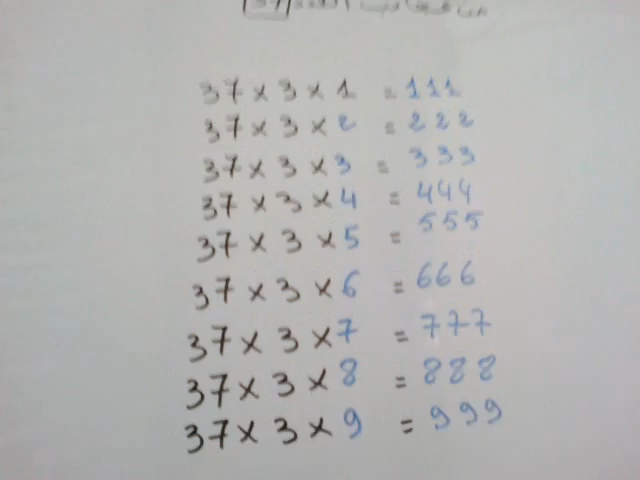 37 × 3 × 1 = 111
37 × 3 × 2 = 222
37 × 3 × 3 = 333
37 × 3 × 4 = 444
37 × 3 × 5 = 555
37 × 3 × 6 = 666
37 × 3 × 7 = 777
37 × 3 × 8 = 888
37 × 3 × 9 = 999